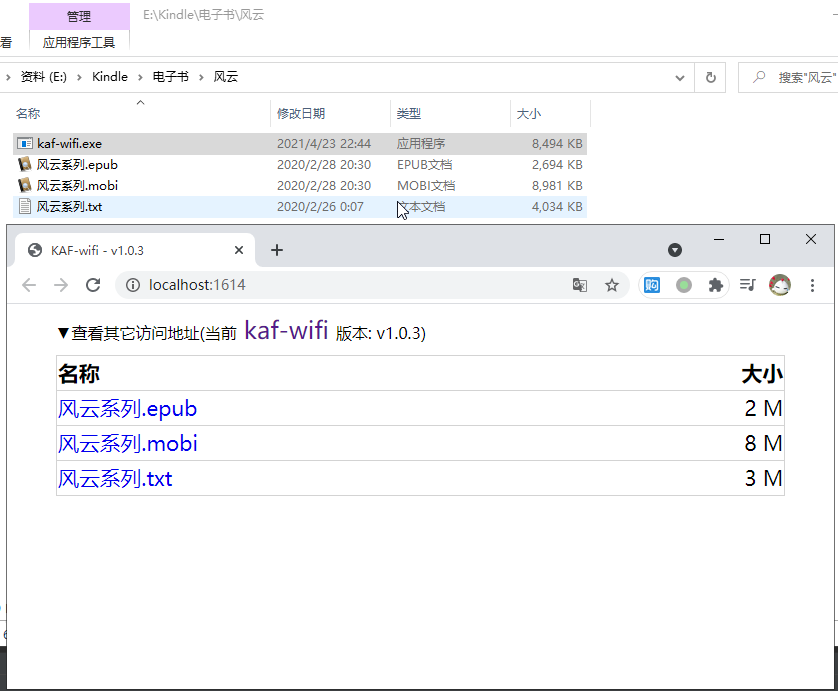 管理 E:\Kindle\电子书\风云
看 应用程序工具
资料 (E:) Kindle 电子书 风云 搜索"风云"
名称 修改日期 类型 大小
kaf-wifi.exe 2021/4/23 22:44 应用程序 8,494 KB
风云系列.epub 2020/2/28 20:30 EPUB文档 2,694 KB
风云系列.mobi 2020/2/28 20:30 MOBI文档 8,981 KB
风云系列.txt 2020/2/26 0:07 文本文档 4,034 KB
KAF-wifi - v1.0.3
localhost:1614
▼查看其它访问地址(当前 kaf-wifi 版本: v1.0.3)
名称 大小
风云系列.epub 2 M
风云系列.mobi 8 M
风云系列.txt 3 M